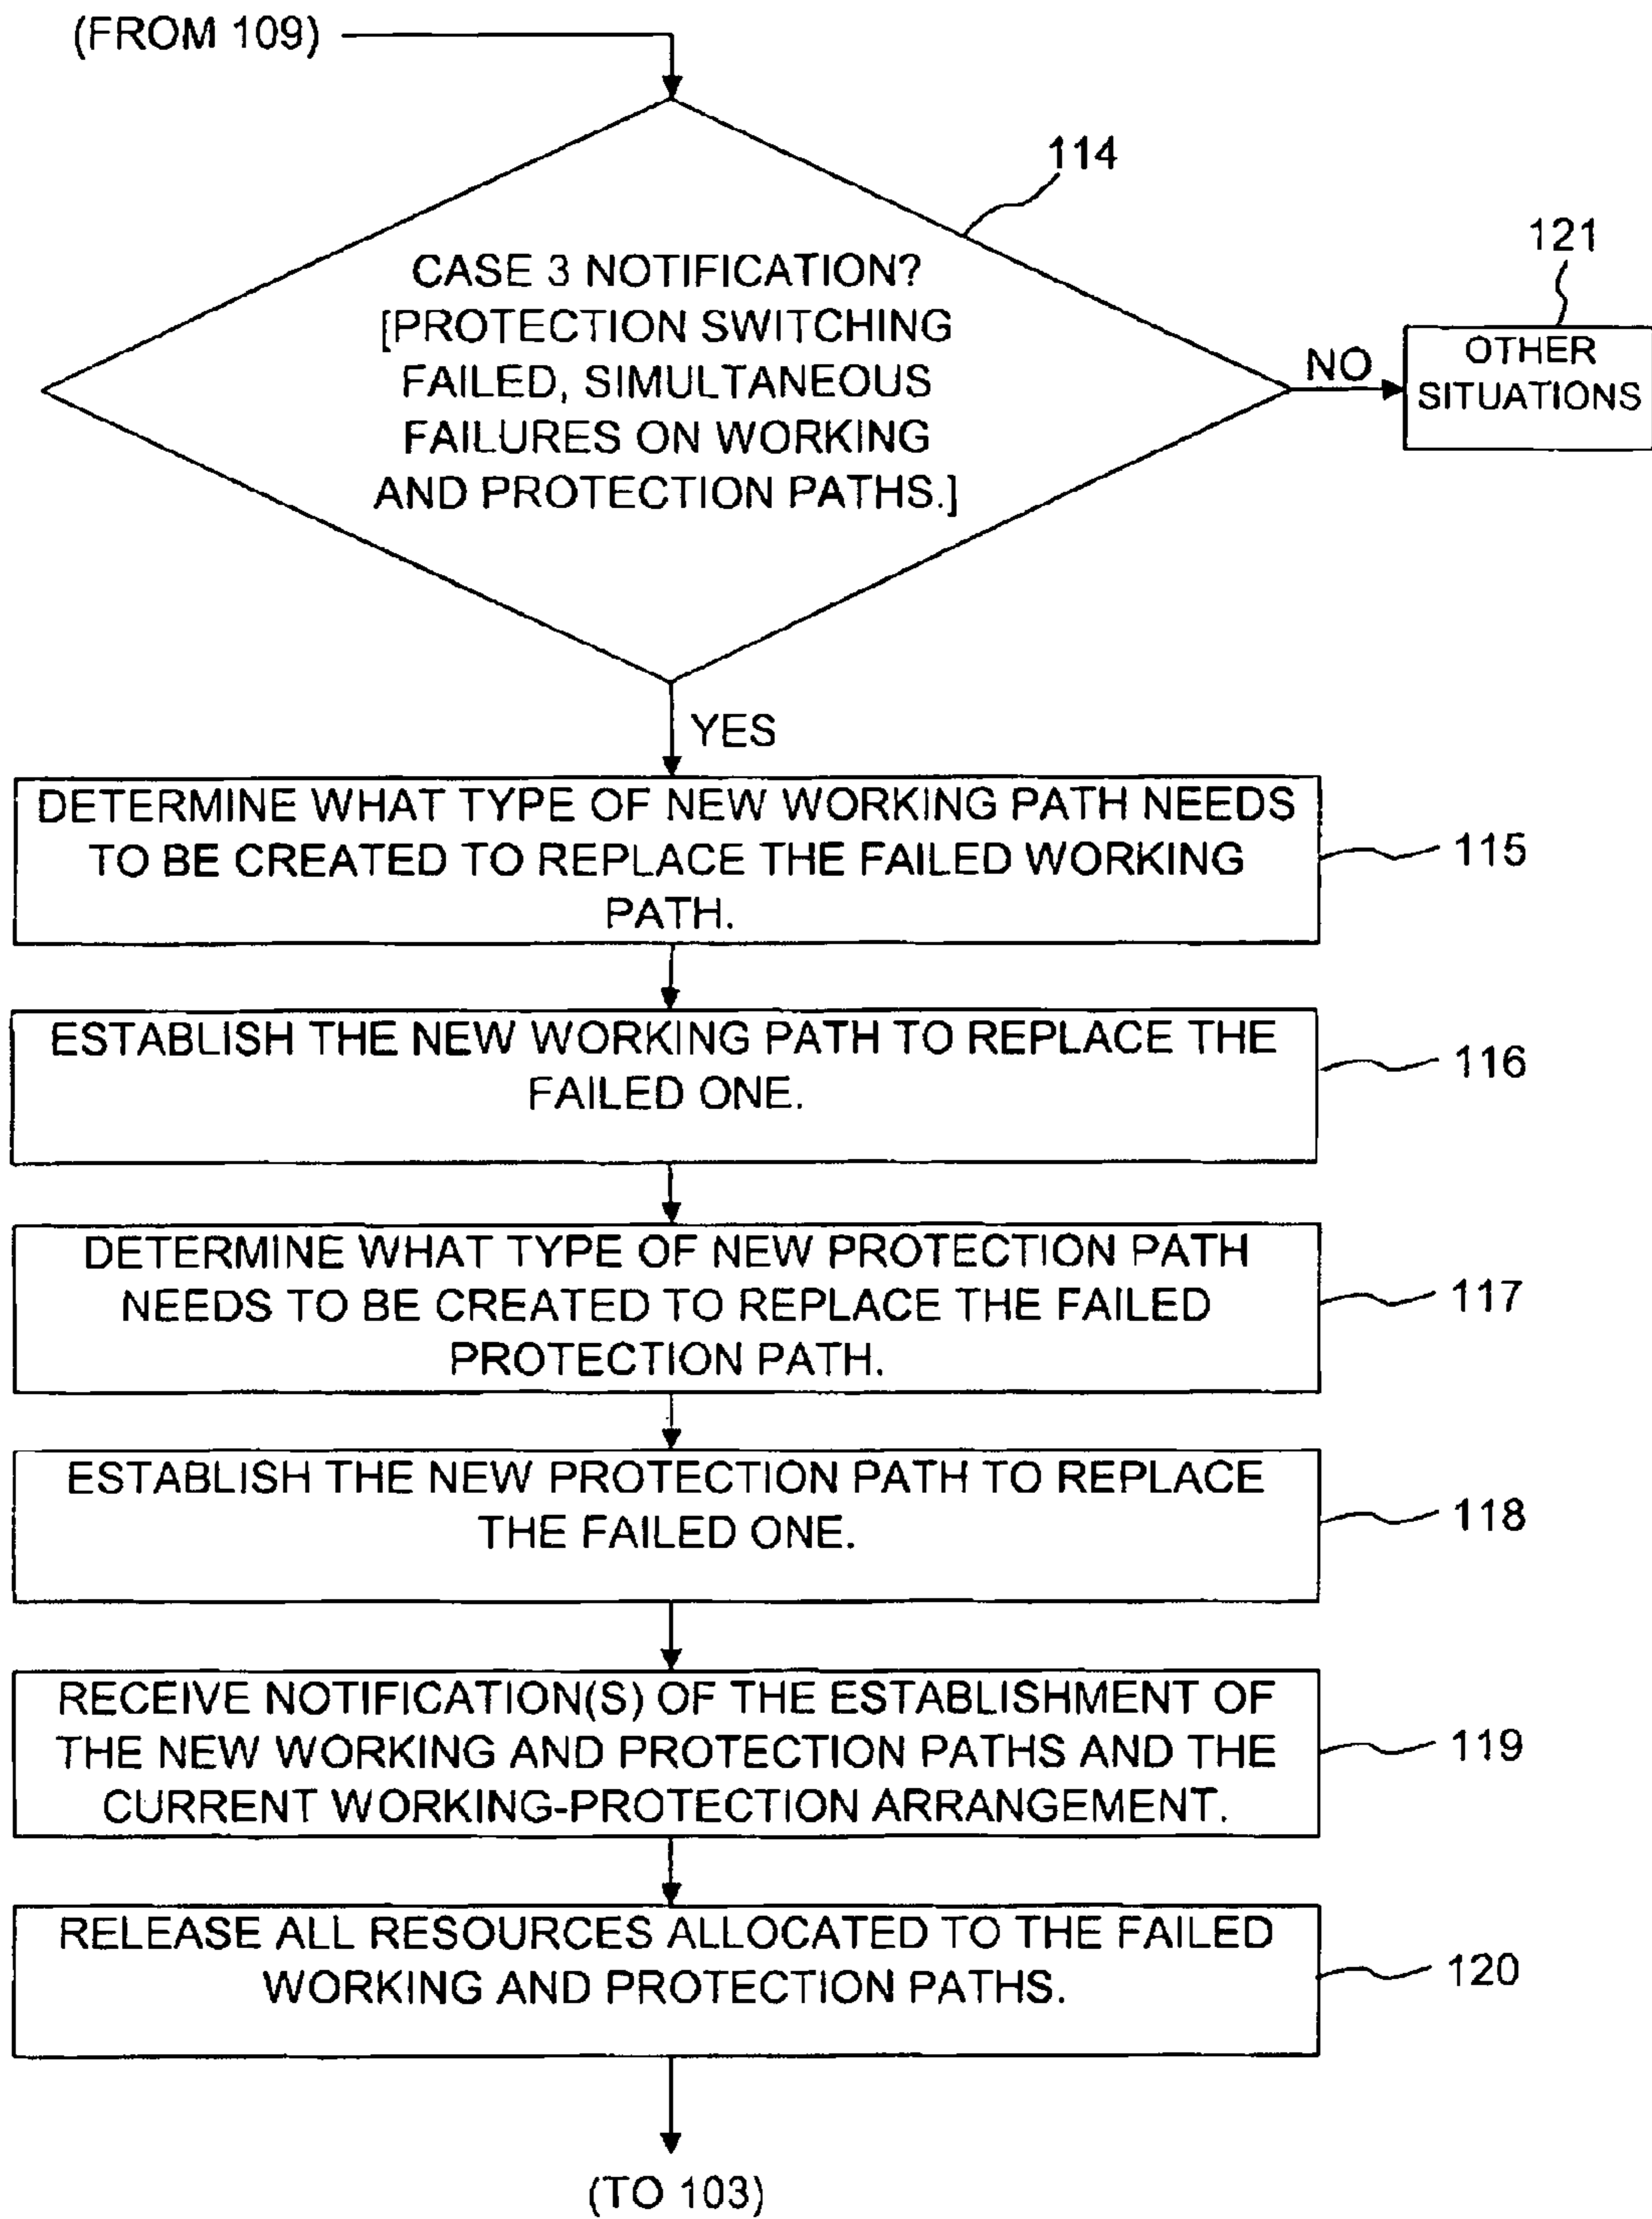 (FROM 109)
114
CASE 3 NOTIFICATION?
[PROTECTION SWITCHING
FAILED, SIMULTANEOUS
FAILURES ON WORKING
AND PROTECTION PATHS.]
NO
121
OTHER
SITUATIONS
YES
DETERMINE WHAT TYPE OF NEW WORKING PATH NEEDS
TO BE CREATED TO REPLACE THE FAILED WORKING
PATH.
115
ESTABLISH THE NEW WORKING PATH TO REPLACE THE
FAILED ONE.
116
DETERMINE WHAT TYPE OF NEW PROTECTION PATH
NEEDS TO BE CREATED TO REPLACE THE FAILED
PROTECTION PATH.
117
ESTABLISH THE NEW PROTECTION PATH TO REPLACE
THE FAILED ONE.
118
RECEIVE NOTIFICATION(S) OF THE ESTABLISHMENT OF
THE NEW WORKING AND PROTECTION PATHS AND THE
CURRENT WORKING-PROTECTION ARRANGEMENT.
119
RELEASE ALL RESOURCES ALLOCATED TO THE FAILED
WORKING AND PROTECTION PATHS.
120
(TO 103)